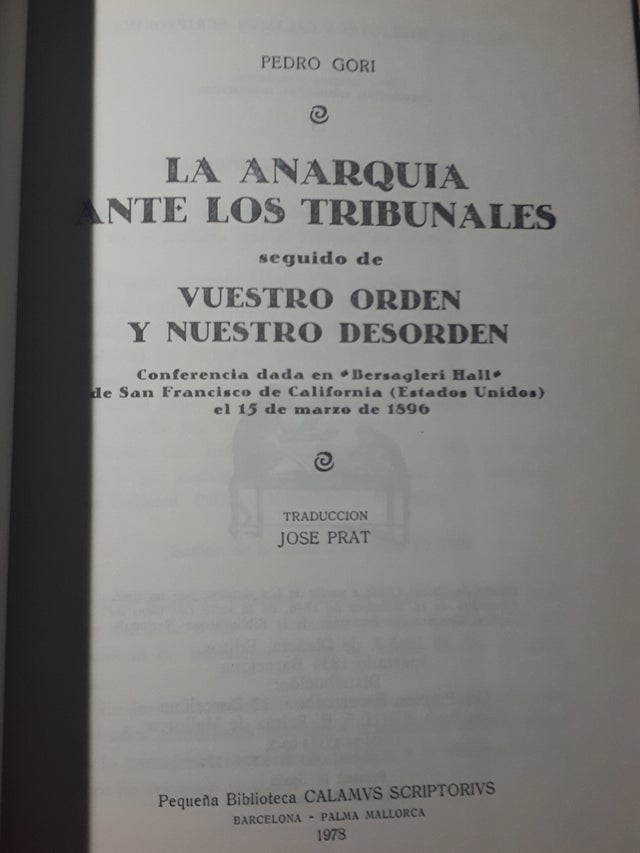 PEDRO GORI
LA ANARQUIA
ANTE LOS TRIBUNALES
seguido de
VUESTRO ORDEN
Y NUESTRO DESORDEN
Conferencia dada en "Bersagleri Hall"
de San Francisco de California (Estados Unidos)
el 15 de marzo de 1896
TRADUCCION
JOSE PRAT
Pequeña Biblioteca CALAMVS SCRIPTORIVS
BARCELONA - PALMA MALLORCA
1978